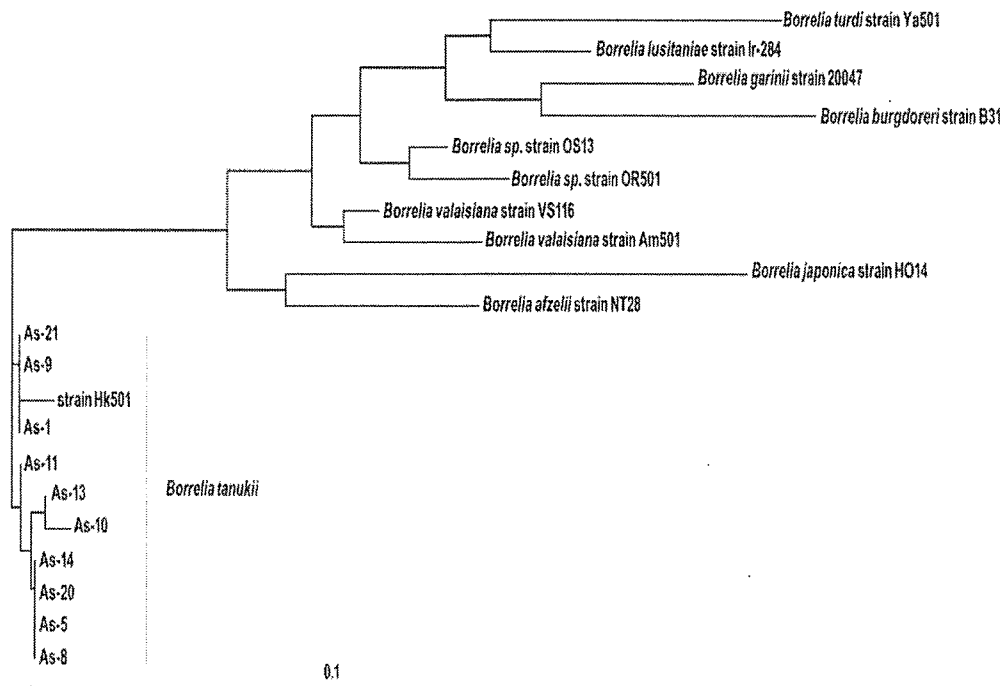 Borrelia turdi strain Ya501
Borrelia lusitaniae strain Ir-284
Borrelia garinii strain 20047
Borrelia burgdoreri strain B31
Borrelia sp. strain OS13
Borrelia sp. strain OR501
Borrelia valaisiana strain VS116
Borrelia valaisiana strain Am501
Borrelia japonica strain HO14
Borrelia afzelii strain NT28
As-21
As-9
strain Hk501
As-1
As-11
As-13
Borrelia tanukii
As-10
As-14
As-20
As-5
As-8
0.1